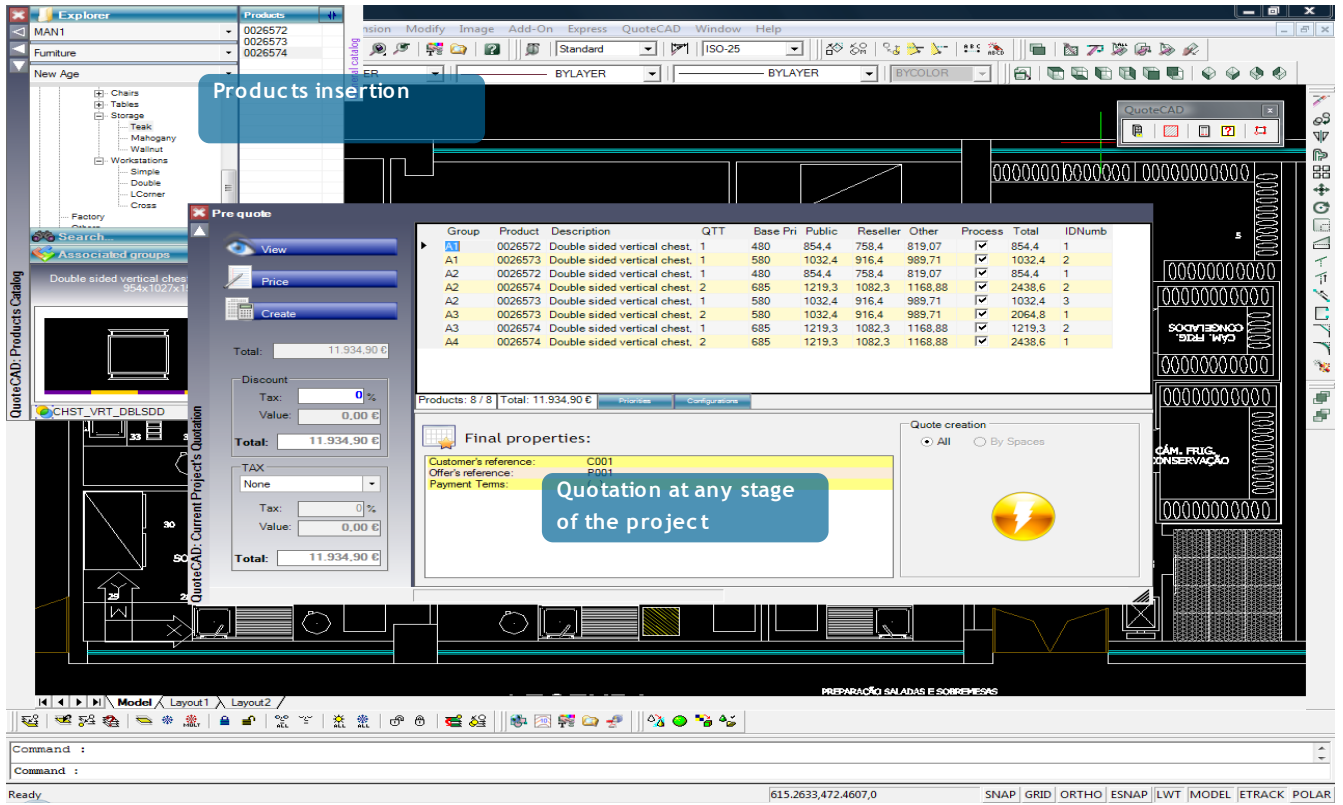 Explorer
Products
MAN1
Furniture
New Age
0026572
0026573
0026574
Products insertion
Chairs
Tables
Storage
Teak
Mahogany
Wallnut
Workstations
Simple
Double
LCorner
Cross
Factory
Search...
Associated groups
Double sided vertical ches
QuoteCAD: Products Catalog
CHST_VRT_DBLSDD
Modify Image Add-On Express QuoteCAD Window Help
Standard
ISO-25
BYLAYER
BYLAYER
BYCOLOR
QuoteCAD
Pre quote
View
Price
Create
Total: 11.934,90 €
Discount
Tax: 0 %
Value: 0,00 €
Total: 11.934,90 €
TAX
None
Tax: 0 %
Value: 0,00 €
Total: 11.934,90 €
QuoteCAD: Current Project's Quotation
Group Product Description QTT Base Pri Public Reseller Other Process Total IDNumb
A1 0026572 Double sided vertical chest, 1 480 854,4 758,4 819,07 854,4 1
A1 0026573 Double sided vertical chest, 1 580 1032,4 916,4 989,71 1032,4 2
A2 0026572 Double sided vertical chest, 1 480 854,4 758,4 819,07 854,4 1
A2 0026574 Double sided vertical chest, 2 685 1219,3 1082,3 1168,88 2438,6 2
A2 0026573 Double sided vertical chest, 1 580 1032,4 916,4 989,71 1032,4 3
A3 0026573 Double sided vertical chest, 2 580 1032,4 916,4 989,71 2064,8 1
A3 0026574 Double sided vertical chest, 1 685 1219,3 1082,3 1168,88 1219,3 2
A4 0026574 Double sided vertical chest, 2 685 1219,3 1082,3 1168,88 2438,6 1
Products: 8 / 8 Total: 11.934,90 € Priorities Configurations
Final properties:
Customer's reference: C001
Offer's reference: P001
Payment Terms:
Quotation at any stage
of the project
Quote creation
All By Spaces
5
CÂM. FRIG.
CONGELADOS
CÂM. FRIG.
33
30
29
PREPARAÇÃO SALADAS E SOBREMESAS
Model Layout1 Layout2
Command :
Command :
Ready
615.2633,472.4607,0
SNAP GRID ORTHO ESNAP LWT MODEL ETRACK POLAR